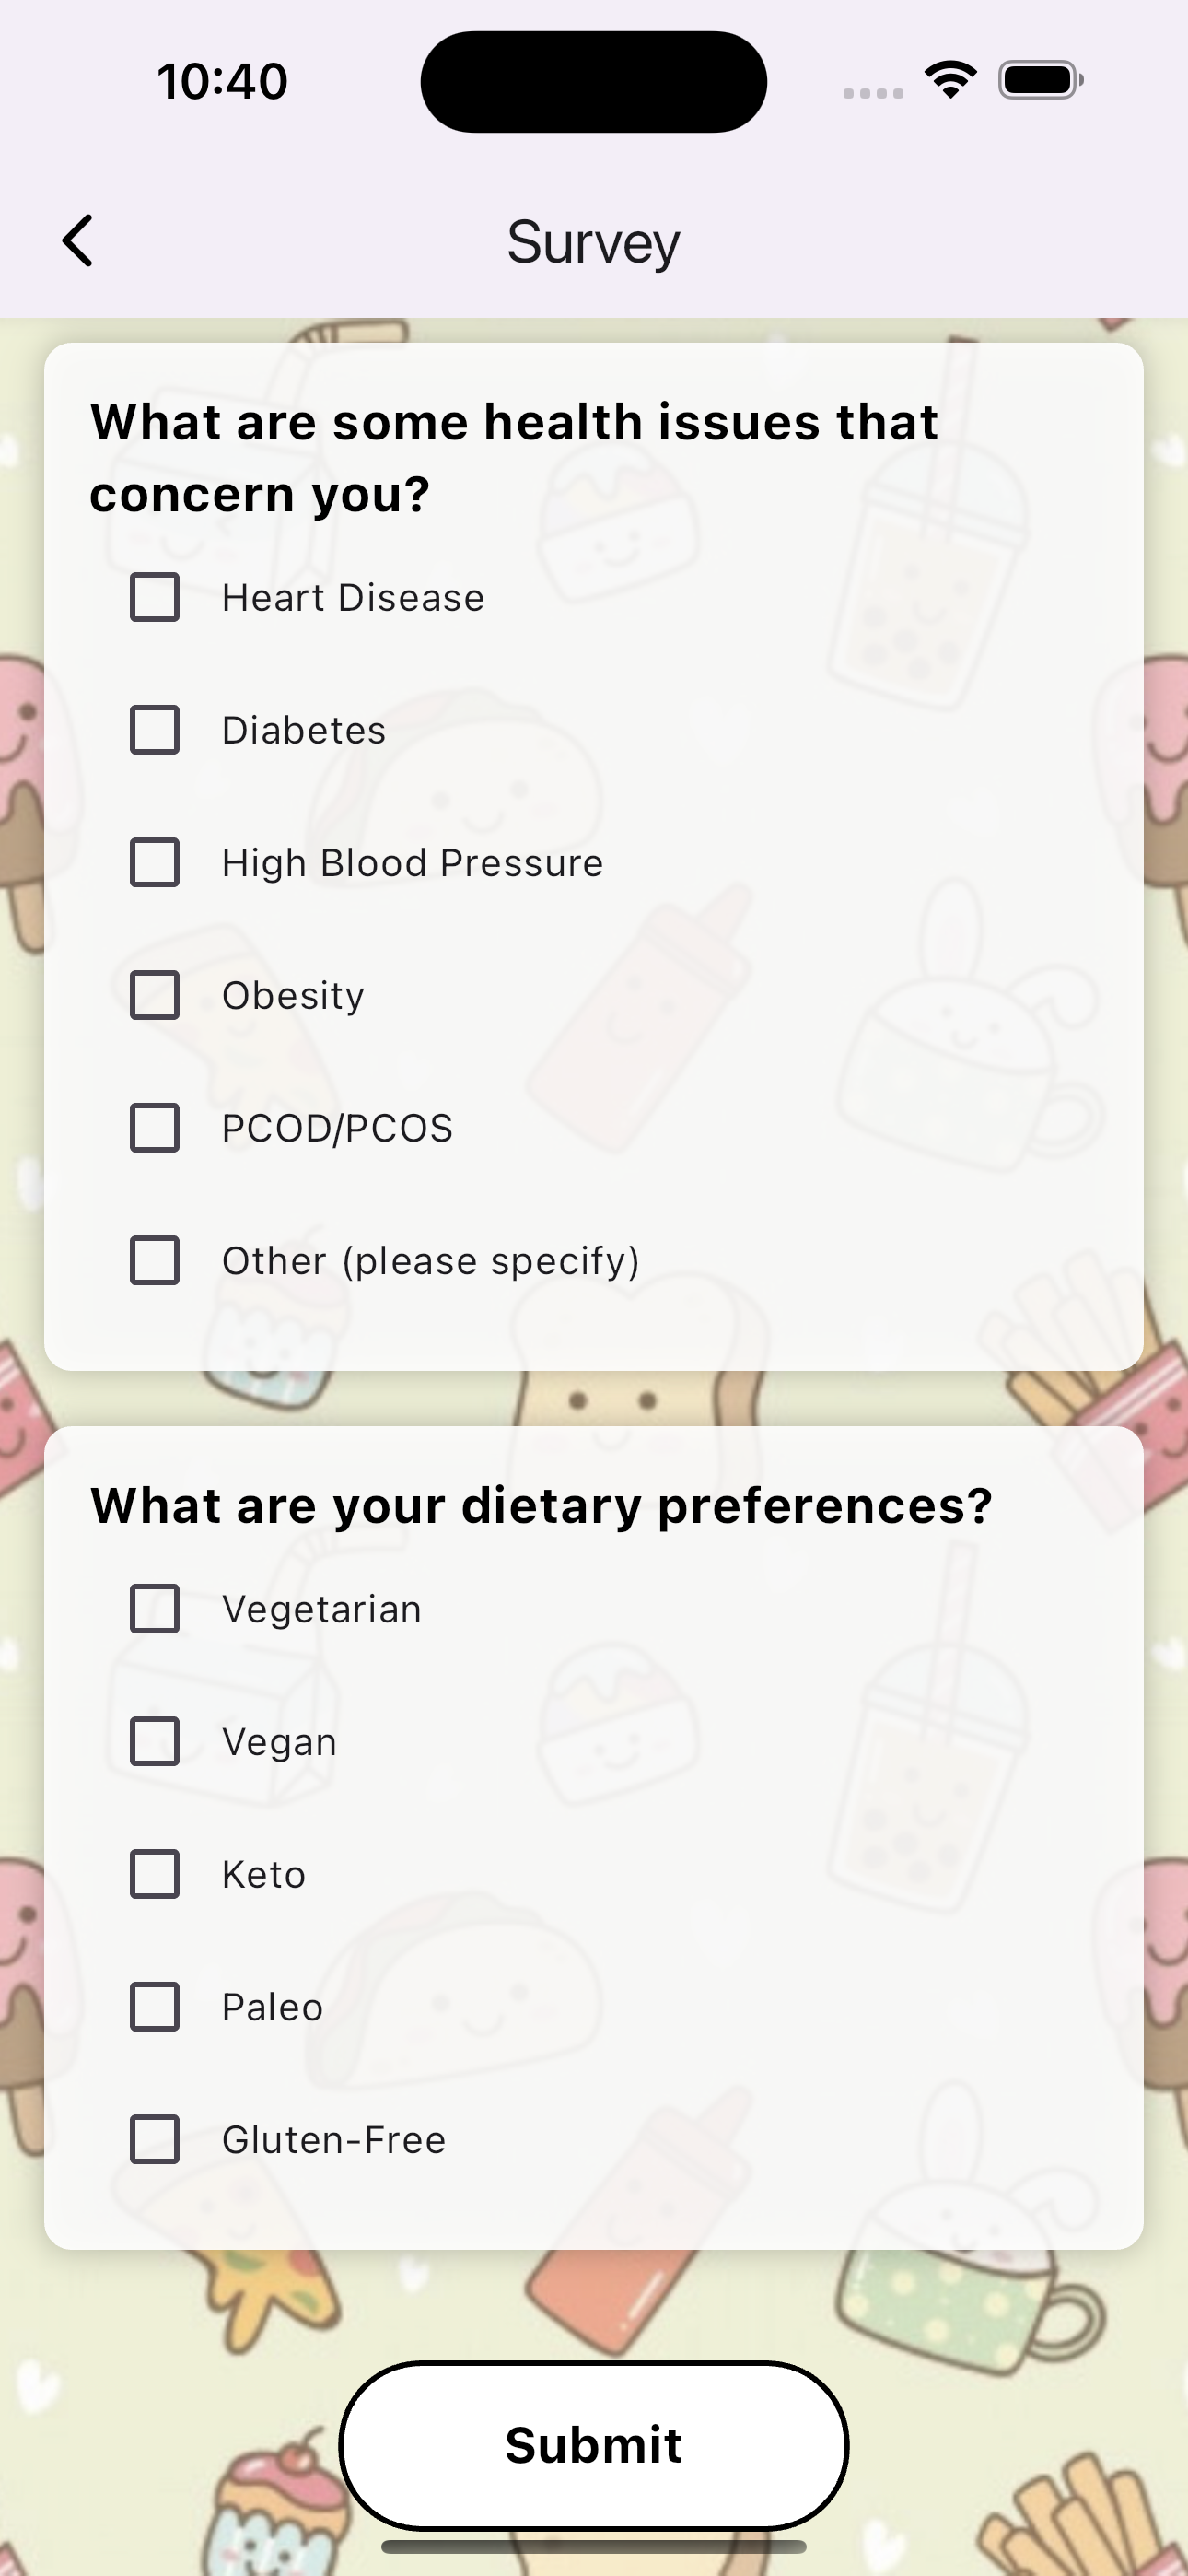 10:40
Survey
What are some health issues that
concern you?
Heart Disease
Diabetes
High Blood Pressure
Obesity
PCOD/PCOS
Other (please specify)
What are your dietary preferences?
Vegetarian
Vegan
Keto
Paleo
Gluten-Free
Submit